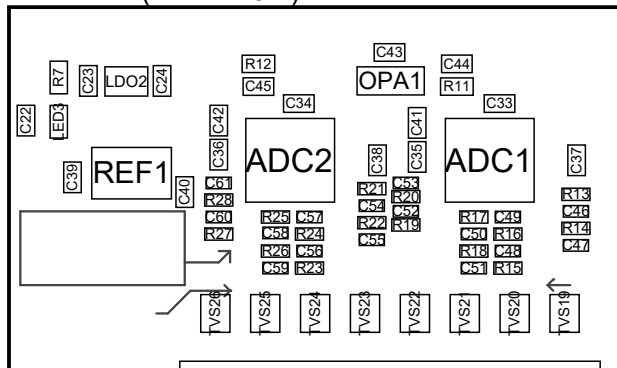 C43
R12
C44
R7
C23
LDO2
C24
C45
OPA1
R11
C34
C33
C22
LED3
C42
C41
C36
ADC2
C38
C35
ADC1
C37
C39
REF1
C40
C61
R21
C53
R28
R20
R13
C54
C60
R25
C57
C52
R17
C49
C46
R22
R19
R27
C58
R24
C50
R16
R14
C55
C47
R26
C56
R18
C48
C59
R23
C51
R15
TVS26
TVS25
TVS24
TVS23
TVS22
TVS21
TVS20
TVS19